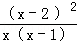 (x-2)²
x(x-1)